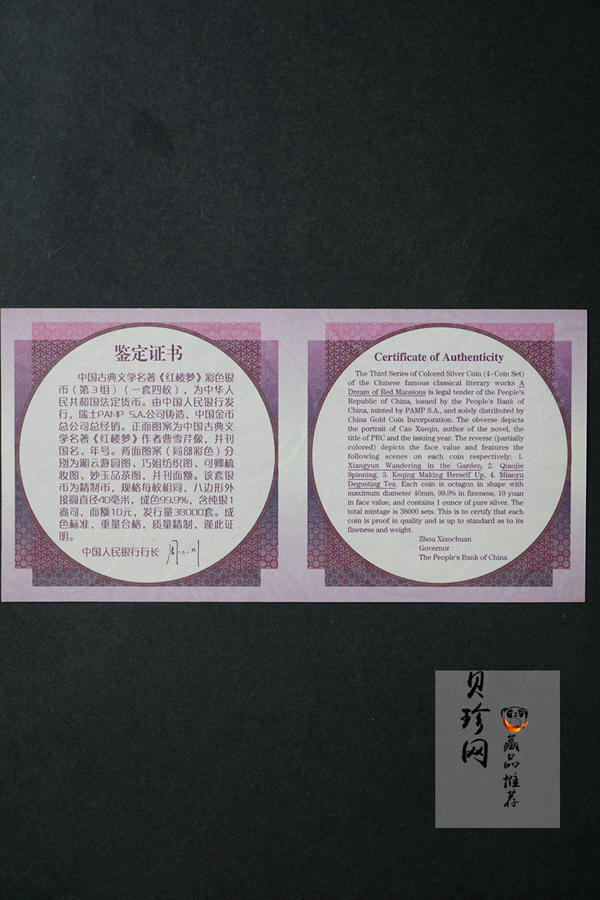 鉴定证书
中国古典文学名著《红楼梦》彩色银
币（第3组）（一套四枚），为中华人
民共和国法定货币。由中国人民银行发
行，瑞士PAMP S.A.公司铸造，中国金币
总公司总经销。正面图案为中国古典文
学名著《红楼梦》作者曹雪芹像，并刊
国名、年号。背面图案（局部彩色）分
别为湘云游园图、巧姐纺织图、可卿梳
妆图、妙玉品茶图，并刊面额。该套银
币为精制币，规格每枚相同，八边形外
接圆直径40毫米，成色99.9%，含纯银1
盎司，面额10元，发行量38000套。成
色标准，重量合格，质量精制，谨此证
明。
中国人民银行行长
Certificate of Authenticity
The Third Series of Colored Silver Coin (4-Coin Set)
of the Chinese famous classical literary works A
Dream of Red Mansions is legal tender of the People's
Republic of China, issued by the People's Bank of
China, minted by PAMP S.A., and solely distributed by
China Gold Coin Incorporation. The obverse depicts
the portrait of Cao Xueqin, author of the novel, the
title of PRC and the issuing year. The reverse (partially
colored) depicts the face value and features the
following scenes on each coin respectively: 1.
Xiangyun Wandering in the Garden, 2. Qiaojie
Spinning, 3. Keqing Making Herself Up, 4. Miaoyu
Degusting Tea. Each coin is octagon in shape with
maximum diameter 40mm, 99.9% in fineness, 10 yuan
in face value, and contains 1 ounce of pure silver. The
total mintage is 38000 sets. This is to certify that each
coin is proof in quality and is up to standard as to its
fineness and weight.
Zhou Xiaochuan
Governor
The People's Bank of China
贝珍网
藏品推荐